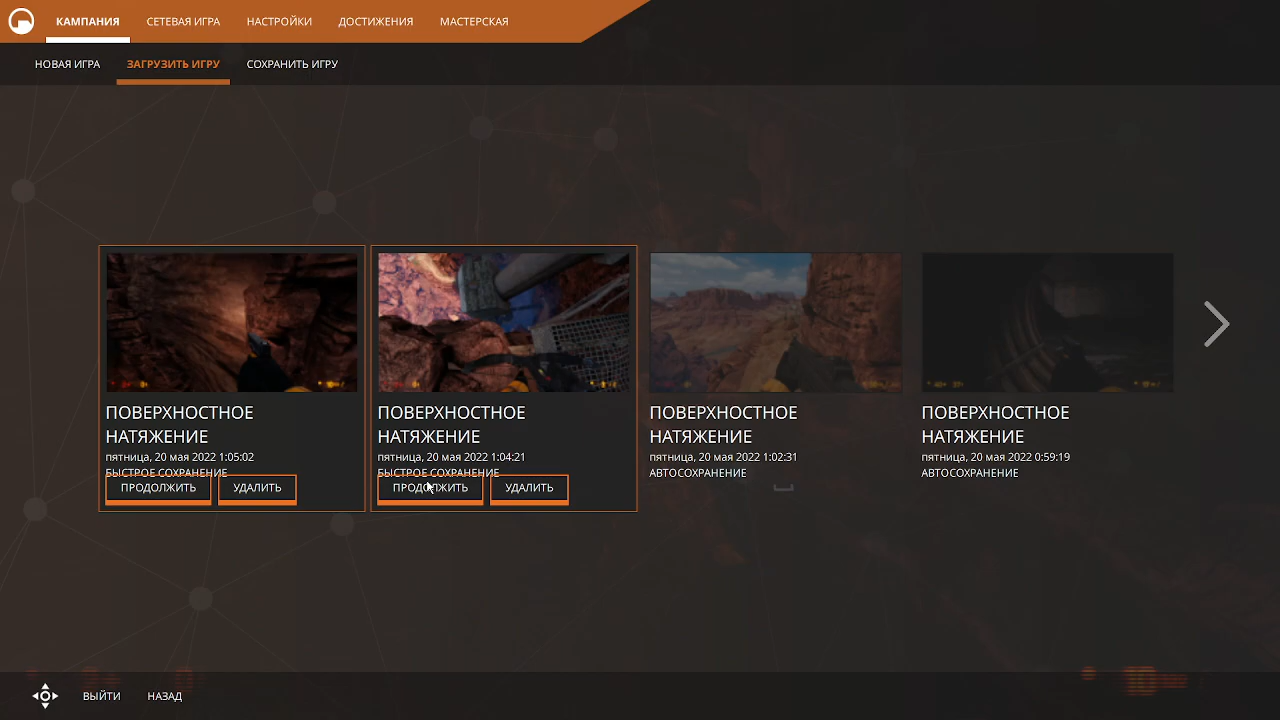 КАМПАНИЯ СЕТЕВАЯ ИГРА НАСТРОЙКИ ДОСТИЖЕНИЯ МАСТЕРСКАЯ
НОВАЯ ИГРА ЗАГРУЗИТЬ ИГРУ СОХРАНИТЬ ИГРУ
ПОВЕРХНОСТНОЕ
НАТЯЖЕНИЕ
пятница, 20 мая 2022 1:05:02
БЫСТРОЕ СОХРАНЕНИЕ
ПРОДОЛЖИТЬ УДАЛИТЬ
ПОВЕРХНОСТНОЕ
НАТЯЖЕНИЕ
пятница, 20 мая 2022 1:04:21
БЫСТРОЕ СОХРАНЕНИЕ
ПРОДОЛЖИТЬ УДАЛИТЬ
ПОВЕРХНОСТНОЕ
НАТЯЖЕНИЕ
пятница, 20 мая 2022 1:02:31
АВТОСОХРАНЕНИЕ
ПОВЕРХНОСТНОЕ
НАТЯЖЕНИЕ
пятница, 20 мая 2022 0:59:19
АВТОСОХРАНЕНИЕ
ВЫЙТИ НАЗАД